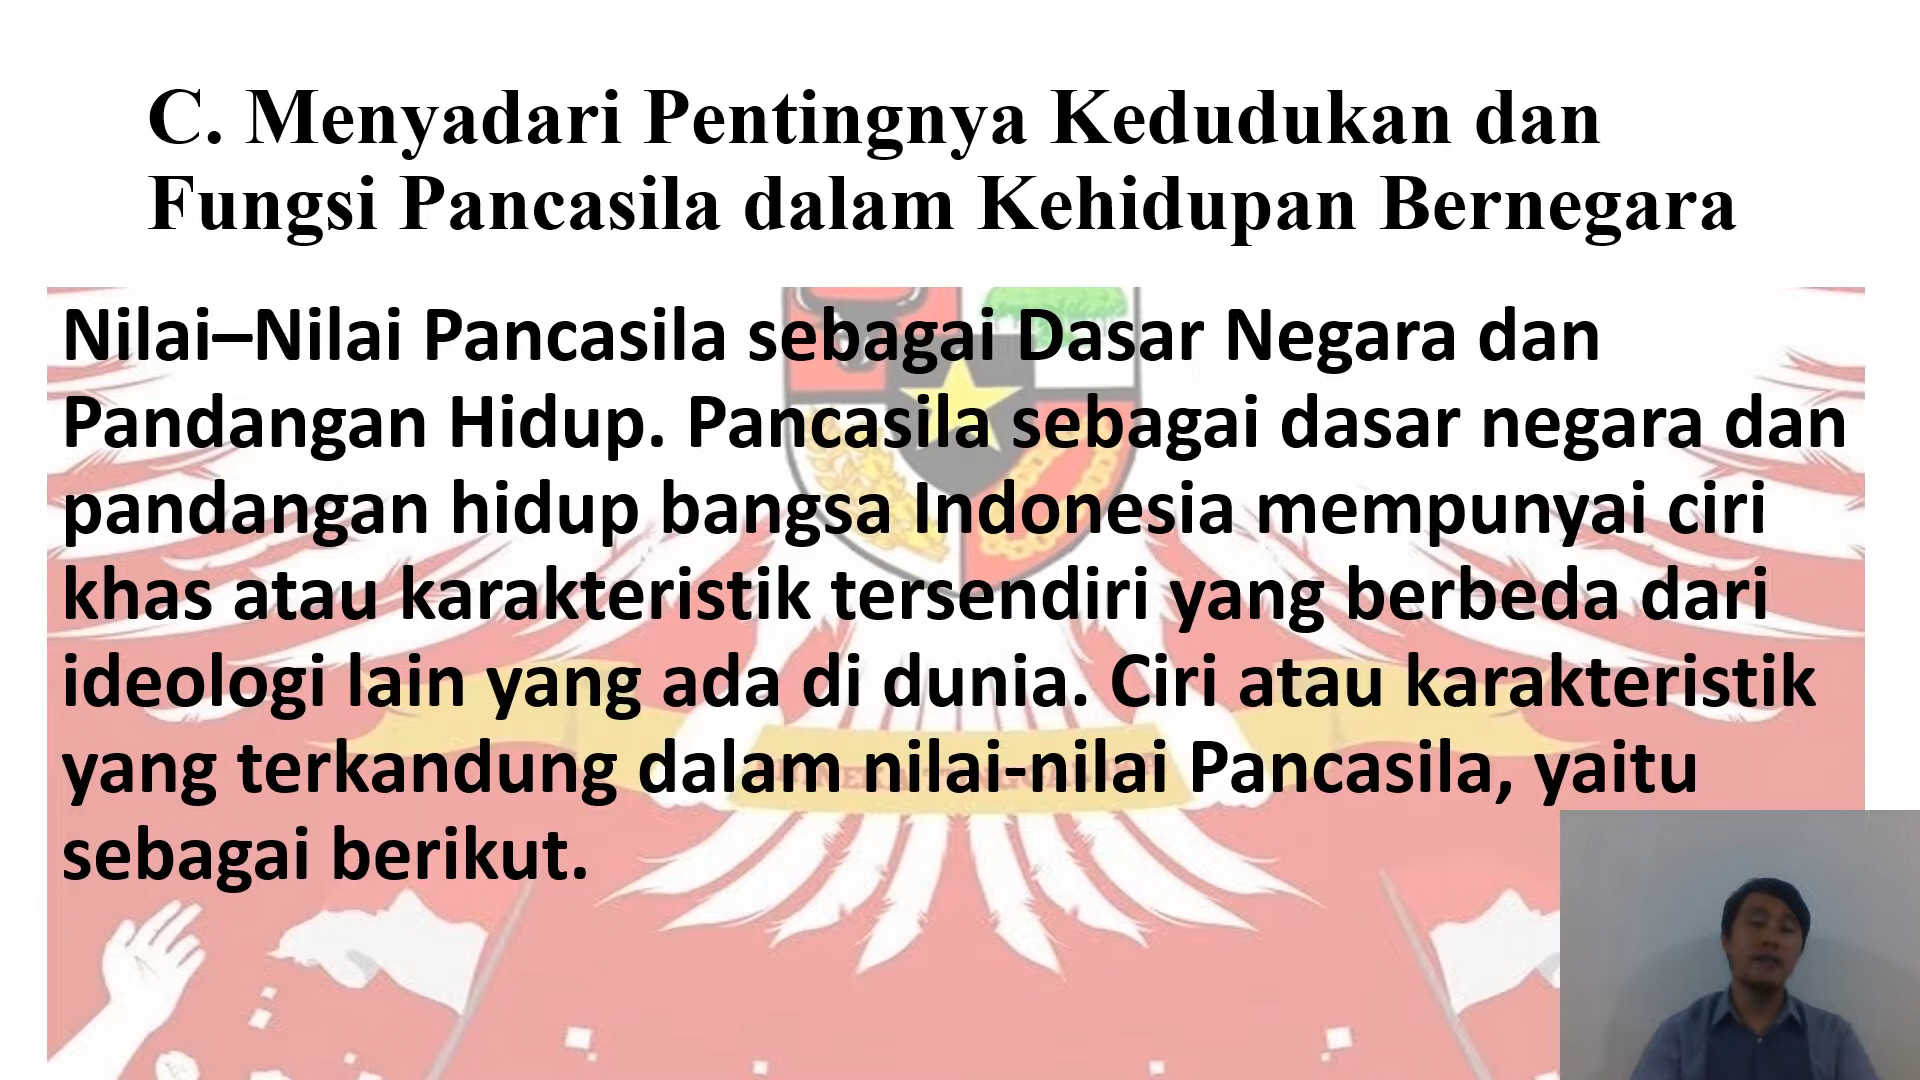 C. Menyadari Pentingnya Kedudukan dan
Fungsi Pancasila dalam Kehidupan Bernegara
Nilai–Nilai Pancasila sebagai Dasar Negara dan
Pandangan Hidup. Pancasila sebagai dasar negara dan
pandangan hidup bangsa Indonesia mempunyai ciri
khas atau karakteristik tersendiri yang berbeda dari
ideologi lain yang ada di dunia. Ciri atau karakteristik
yang terkandung dalam nilai-nilai Pancasila, yaitu
sebagai berikut.